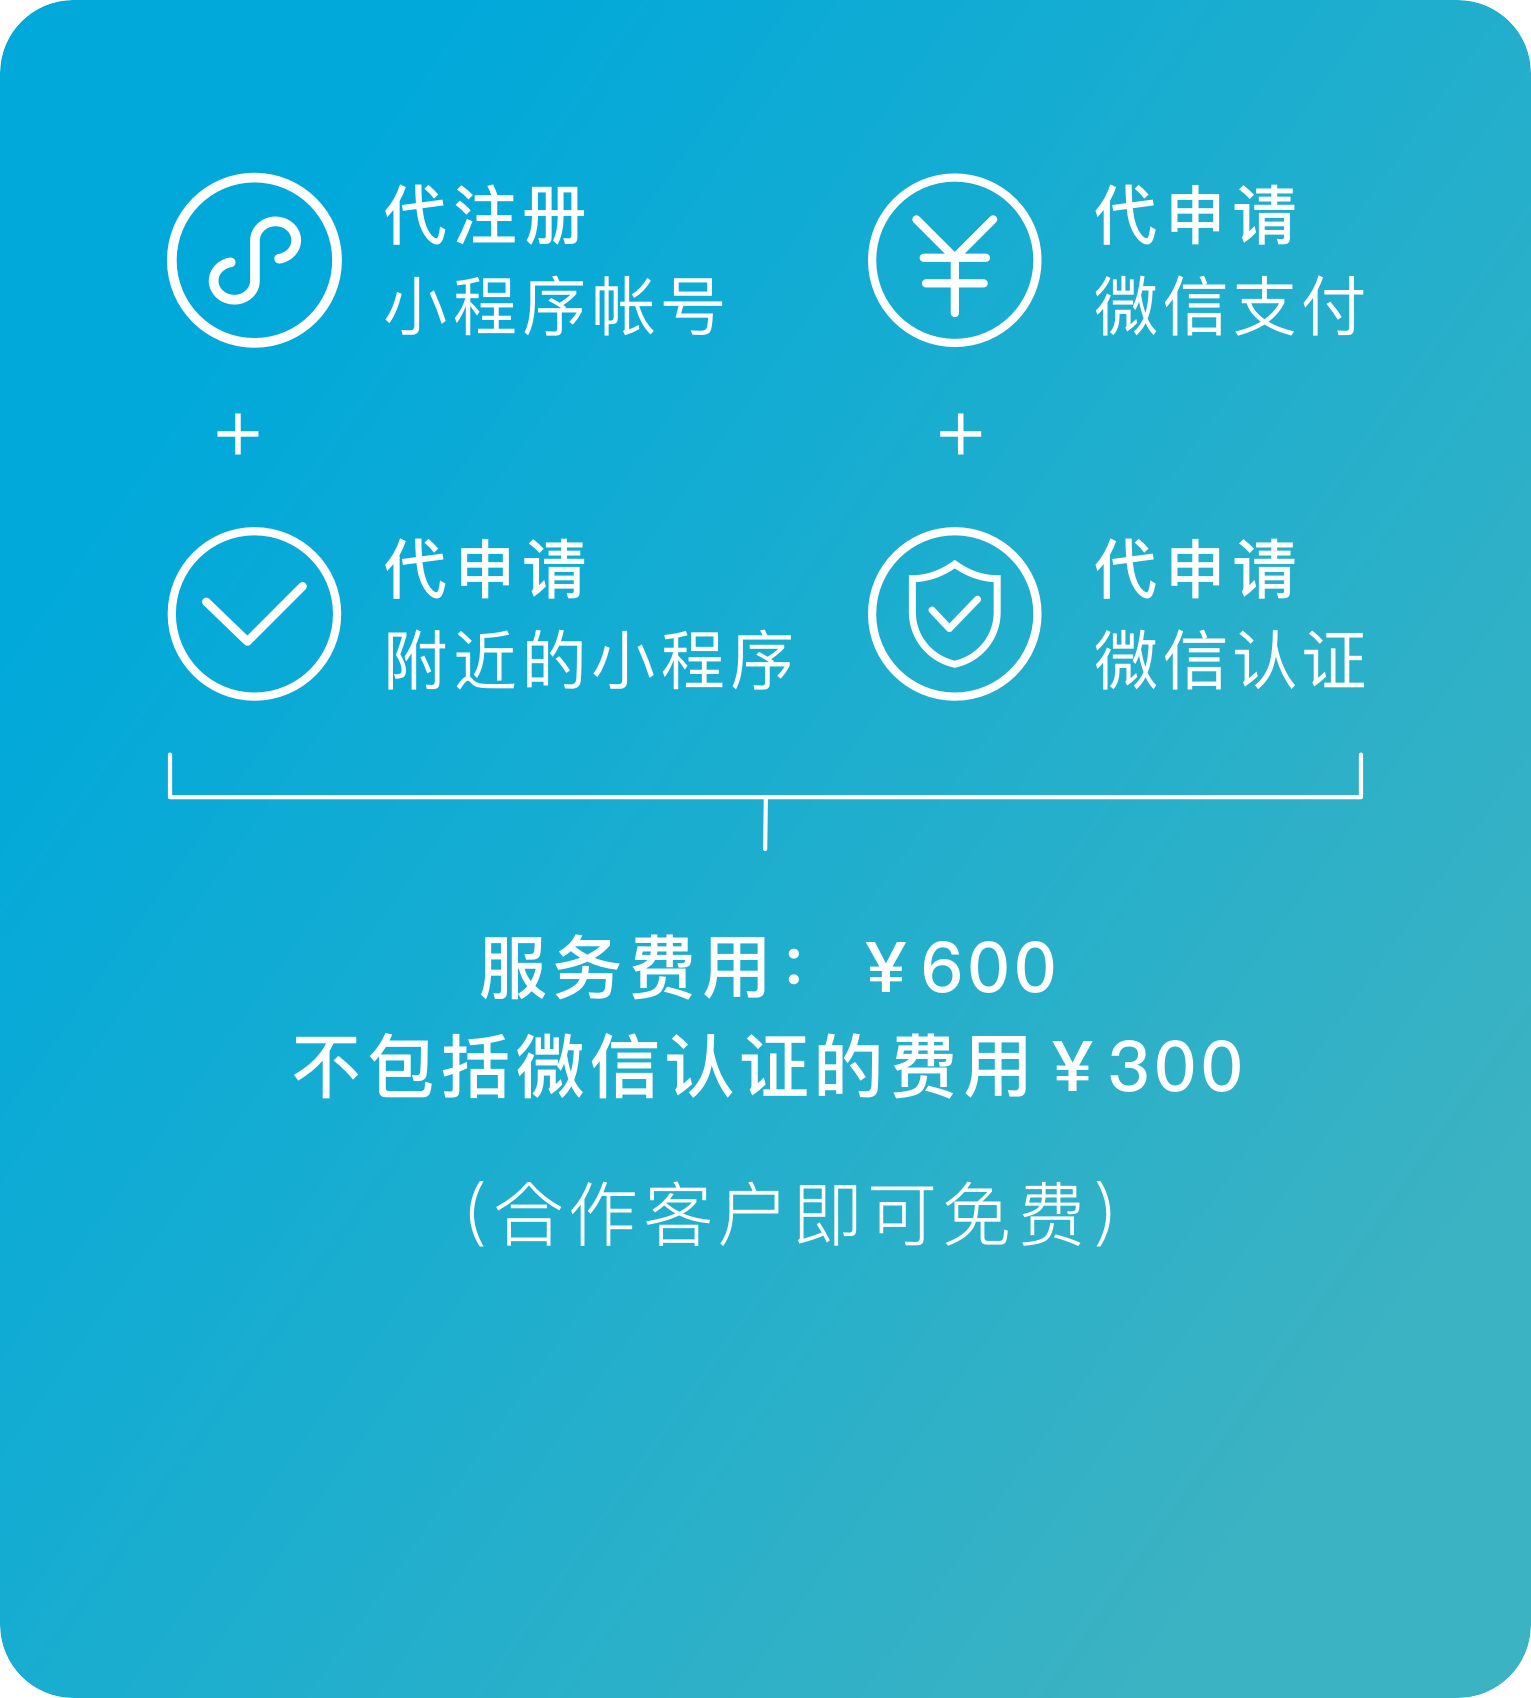 代注册
小程序帐号
代申请
微信支付
+
+
代申请
附近的小程序
代申请
微信认证
服务费用： ¥600
不包括微信认证的费用¥300
(合作客户即可免费)